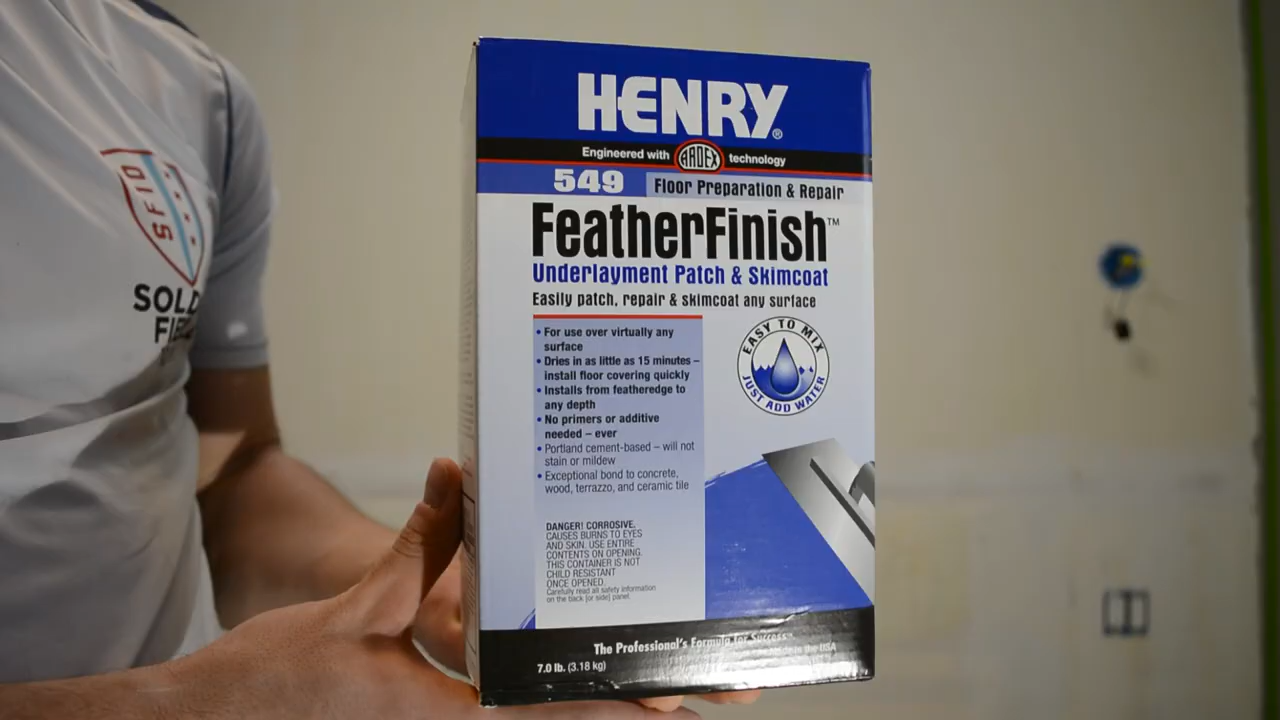 SFID
SOLD
FI
HENRY®
Engineered with ARDEX technology
549 Floor Preparation & Repair
FeatherFinish™
Underlayment Patch & Skimcoat
Easily patch, repair & skimcoat any surface
• For use over virtually any
surface
• Dries in as little as 15 minutes –
install floor covering quickly
• Installs from featheredge to
any depth
• No primers or additive
needed – ever
• Portland cement-based – will not
stain or mildew
• Exceptional bond to concrete,
wood, terrazzo, and ceramic tile
EASY TO MIX
JUST ADD WATER
DANGER! CORROSIVE.
CAUSES BURNS TO EYES
AND SKIN. USE ENTIRE
CONTENTS ON OPENING.
THIS CONTAINER IS NOT
CHILD RESISTANT
ONCE OPENED.
Carefully read all safety information
on the back (or side) panel.
The Professional's Formula for Success™
7.0 lb. (3.18 kg)
in the USA